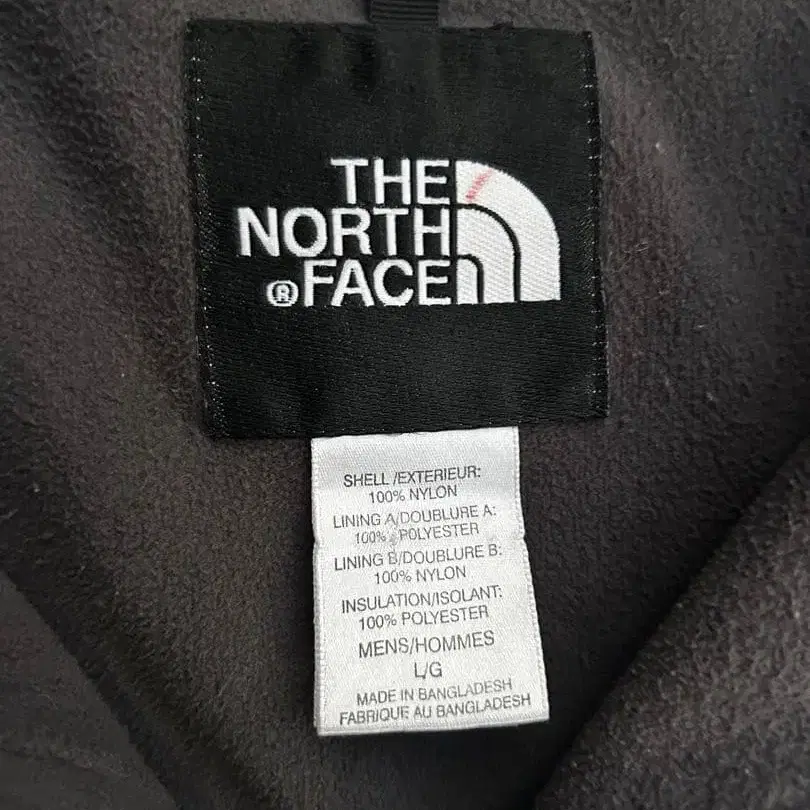 THE
NORTH
®FACE
SHELL/EXTERIEUR:
100% NYLON
LINING A/DOUBLURE A:
100% POLYESTER
LINING B/DOUBLURE B:
100% NYLON
INSULATION/ISOLANT:
100% POLYESTER
MENS/HOMMES
L/G
MADE IN BANGLADESH
FABRIQUE AU BANGLADESH